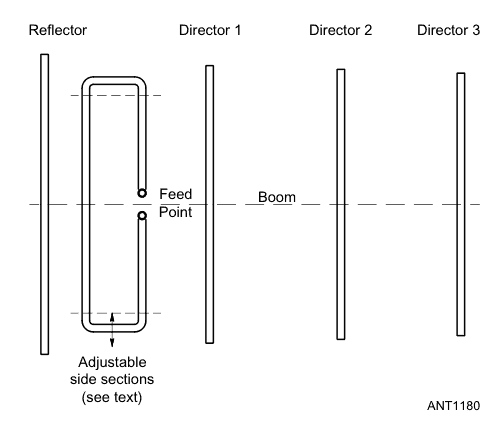 Reflector
Director 1
Director 2
Director 3
Feed
Point
Boom
Adjustable
side sections
(see text)
ANT1180